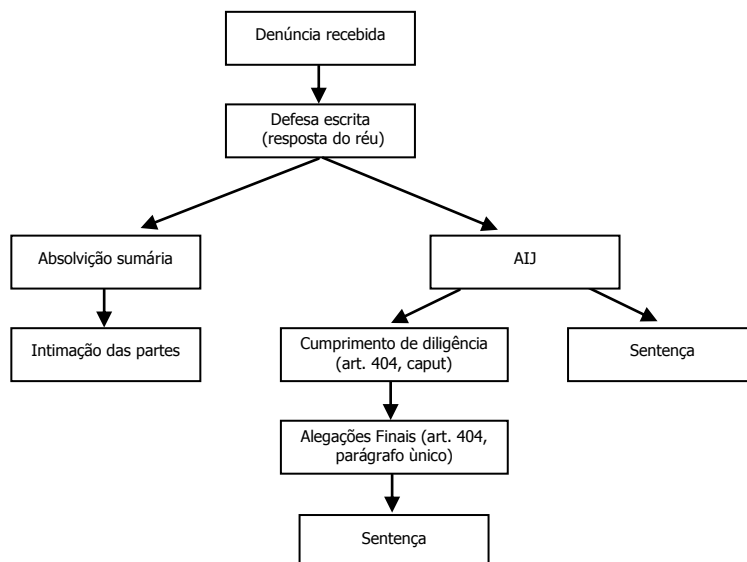 Denúncia recebida
Defesa escrita
(resposta do réu)
Absolvição sumária
AIJ
Intimação das partes
Cumprimento de diligência
(art. 404, caput)
Sentença
Alegações Finais (art. 404,
parágrafo ùnico)
Sentença